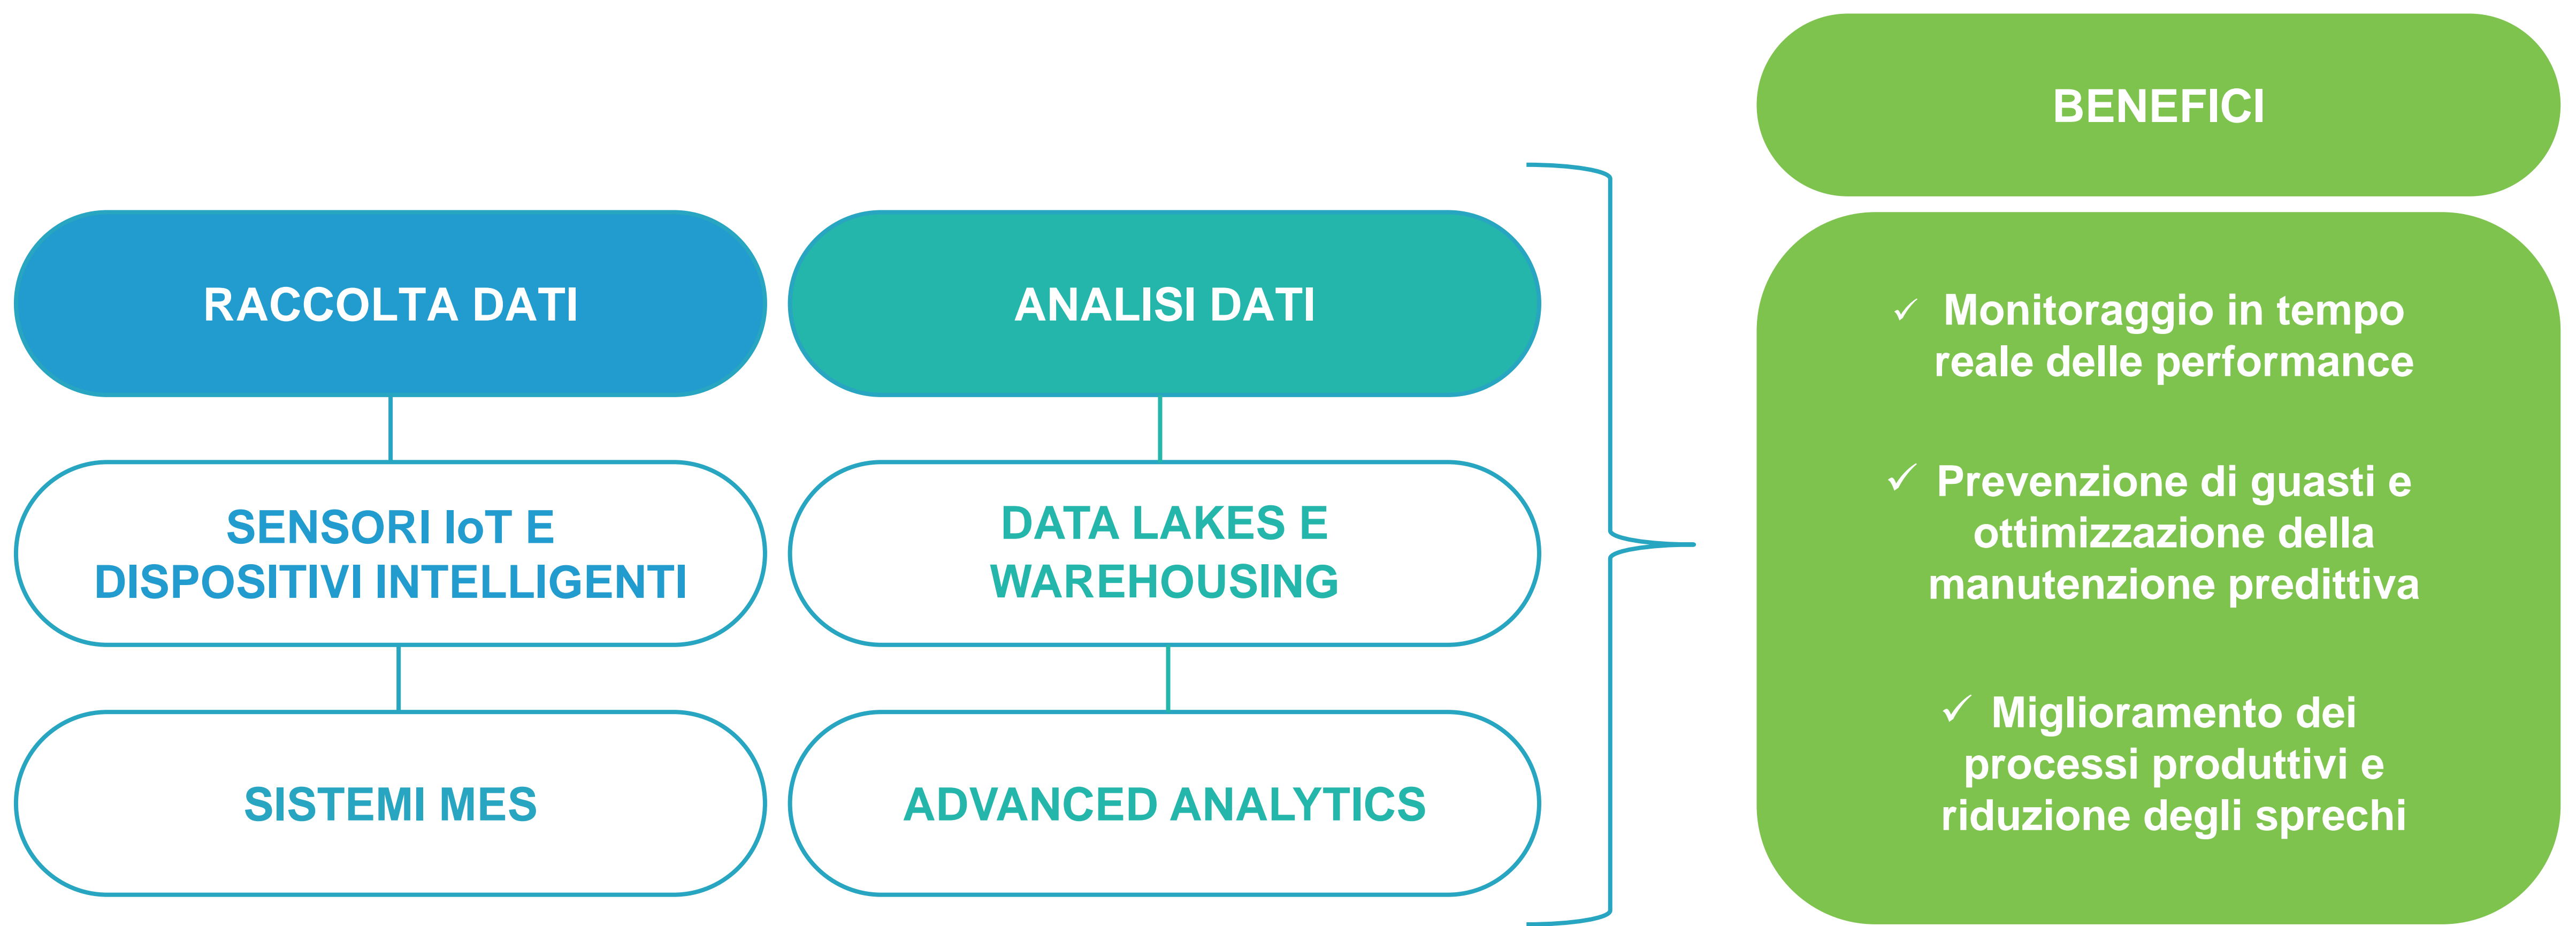 RACCOLTA DATI
SENSORI IoT E
DISPOSITIVI INTELLIGENTI
SISTEMI MES
ANALISI DATI
DATA LAKES E
WAREHOUSING
ADVANCED ANALYTICS
BENEFICI
✓ Monitoraggio in tempo
reale delle performance
✓ Prevenzione di guasti e
ottimizzazione della
manutenzione predittiva
✓ Miglioramento dei
processi produttivi e
riduzione degli sprechi